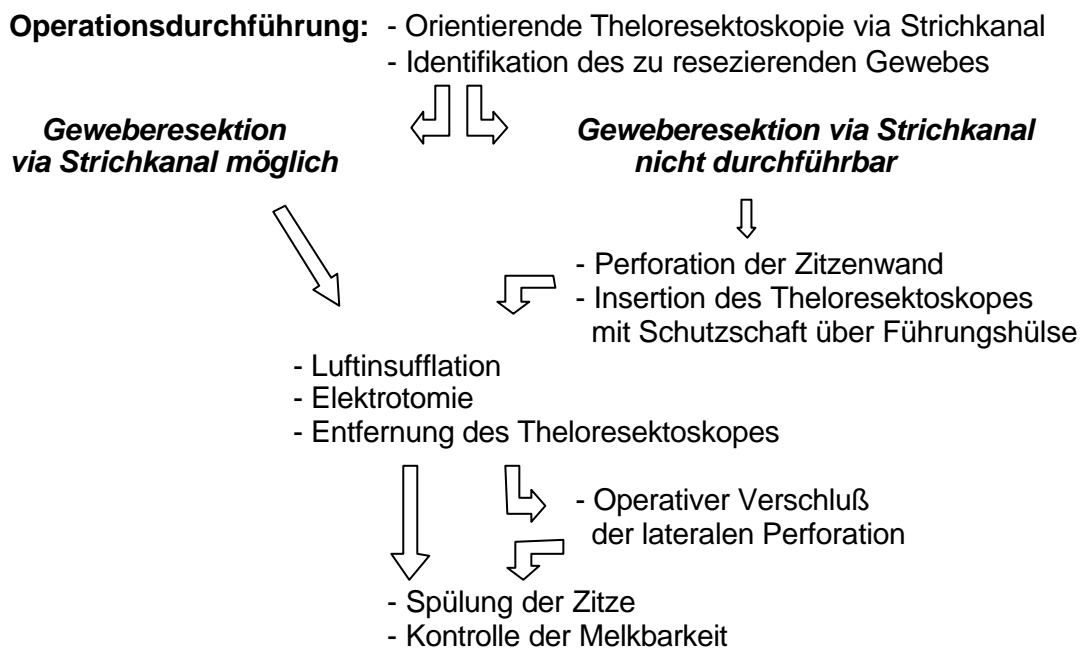 Operationsdurchführung: - Orientierende Theloresektoskopie via Strichkanal
- Identifikation des zu resezierenden Gewebes
Geweberesektion
via Strichkanal möglich
Geweberesektion via Strichkanal
nicht durchführbar
- Perforation der Zitzenwand
- Insertion des Theloresektoskopes
mit Schutzschaft über Führungshülse
- Luftinsufflation
- Elektrotomie
- Entfernung des Theloresektoskopes
- Operativer Verschluß
der lateralen Perforation
- Spülung der Zitze
- Kontrolle der Melkbarkeit